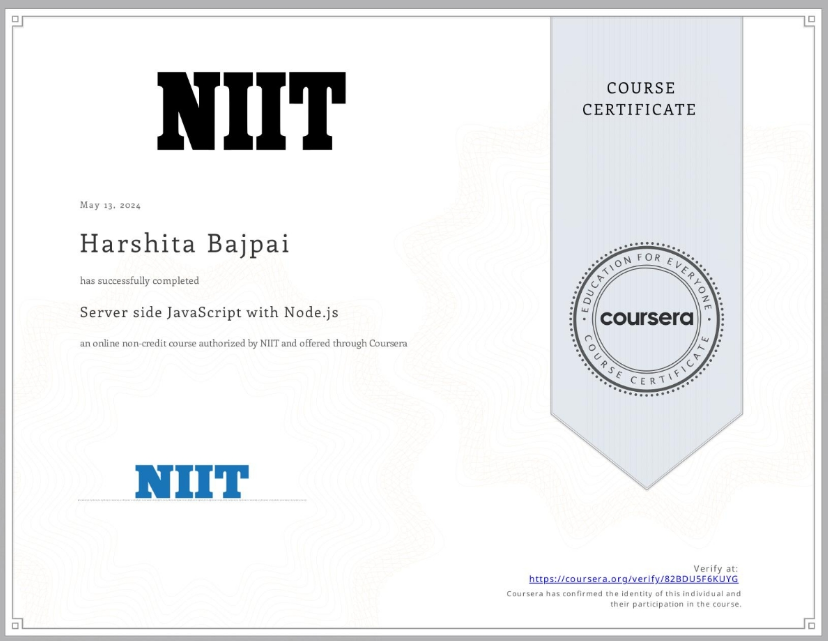 NIIT
COURSE
CERTIFICATE
May 13, 2024
Harshita Bajpai
has successfully completed
Server side JavaScript with Node.js
an online non-credit course authorized by NIIT and offered through Coursera
EDUCATION FOR EVERYONE
coursera
COURSE CERTIFICATE
NIIT
Verify at:
https://coursera.org/verify/82BDU5F6KUYG
Coursera has confirmed the identity of this individual and
their participation in the course.